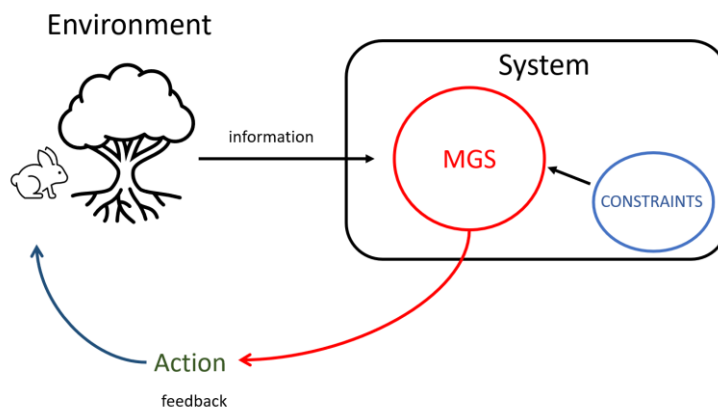 Environment
System
information
MGS
CONSTRAINTS
Action
feedback